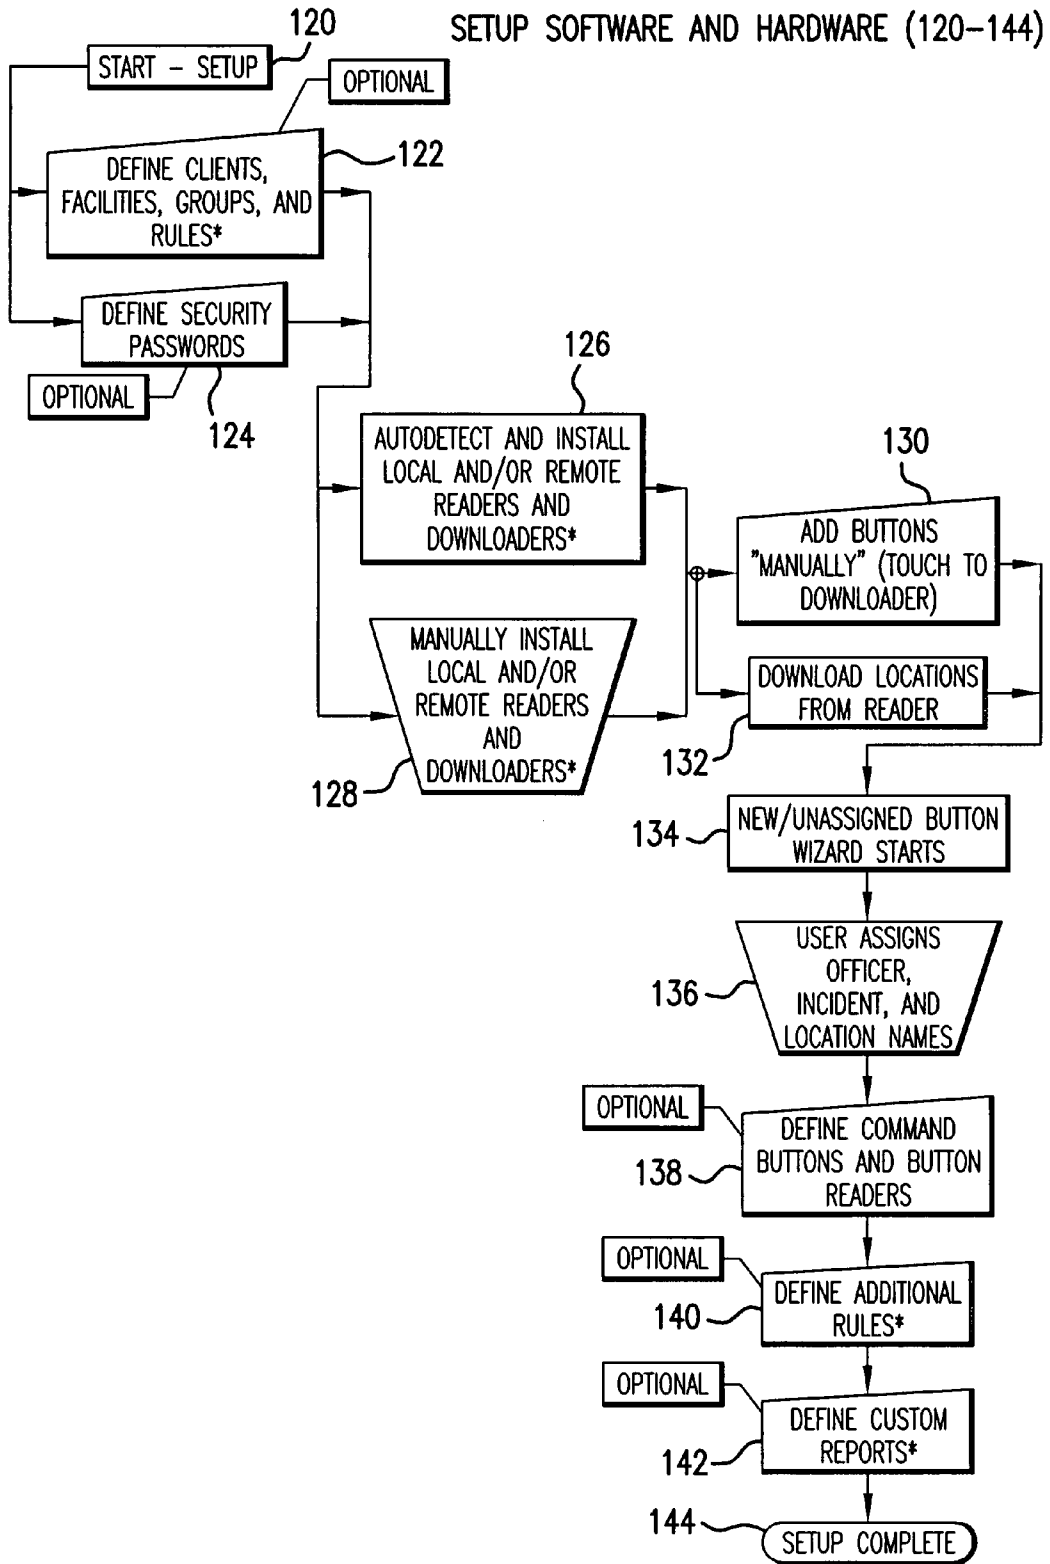 SETUP SOFTWARE AND HARDWARE (120-144)
120
START - SETUP
OPTIONAL
122
DEFINE CLIENTS,
FACILITIES, GROUPS, AND
RULES*
DEFINE SECURITY
PASSWORDS
OPTIONAL
124
126
AUTODETECT AND INSTALL
LOCAL AND/OR REMOTE
READERS AND
DOWNLOADERS*
MANUALLY INSTALL
LOCAL AND/OR
REMOTE READERS
AND
DOWNLOADERS*
128
130
ADD BUTTONS
"MANUALLY" (TOUCH TO
DOWNLOADER)
DOWNLOAD LOCATIONS
FROM READER
132
134
NEW/UNASSIGNED BUTTON
WIZARD STARTS
USER ASSIGNS
OFFICER,
INCIDENT, AND
LOCATION NAMES
136
OPTIONAL
DEFINE COMMAND
BUTTONS AND BUTTON
READERS
138
OPTIONAL
DEFINE ADDITIONAL
RULES*
140
OPTIONAL
DEFINE CUSTOM
REPORTS*
142
144
SETUP COMPLETE